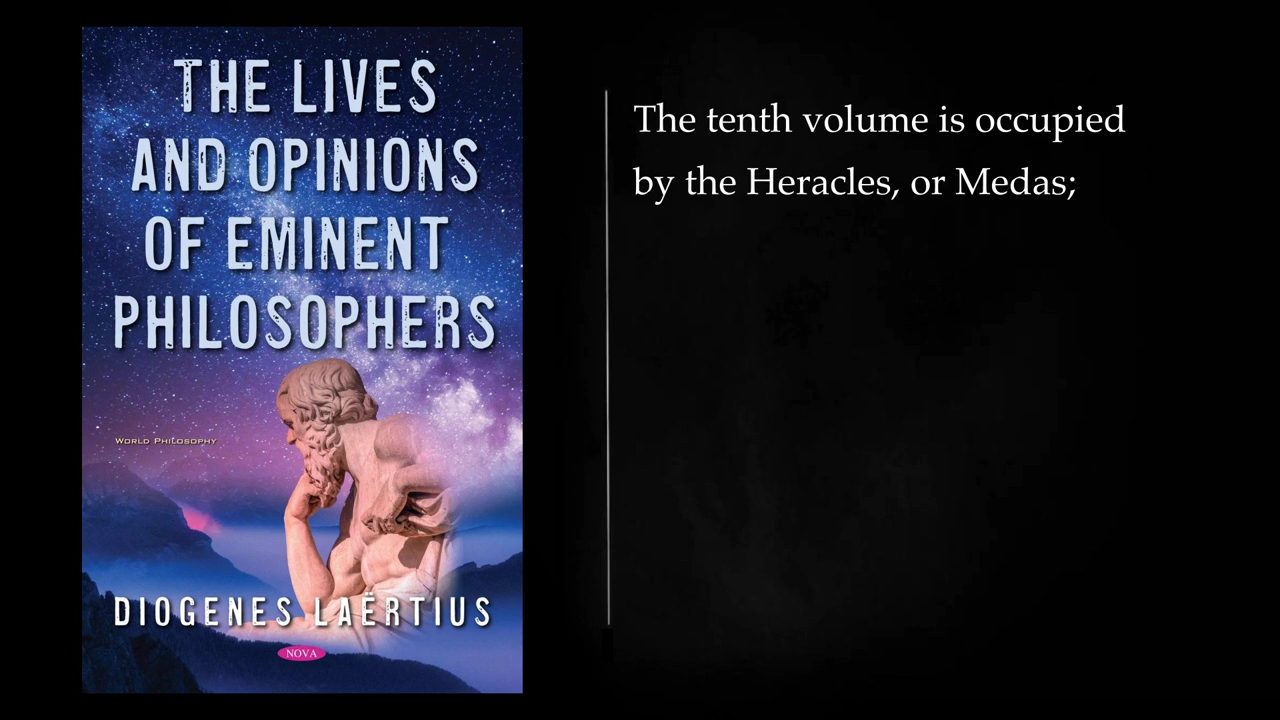 THE LIVES
AND OPINIONS
OF EMINENT
PHILOSOPHERS
WORLD PHILOSOPHY
DIOGENES LAËRTIUS
NOVA
The tenth volume is occupied
by the Heracles, or Medas;